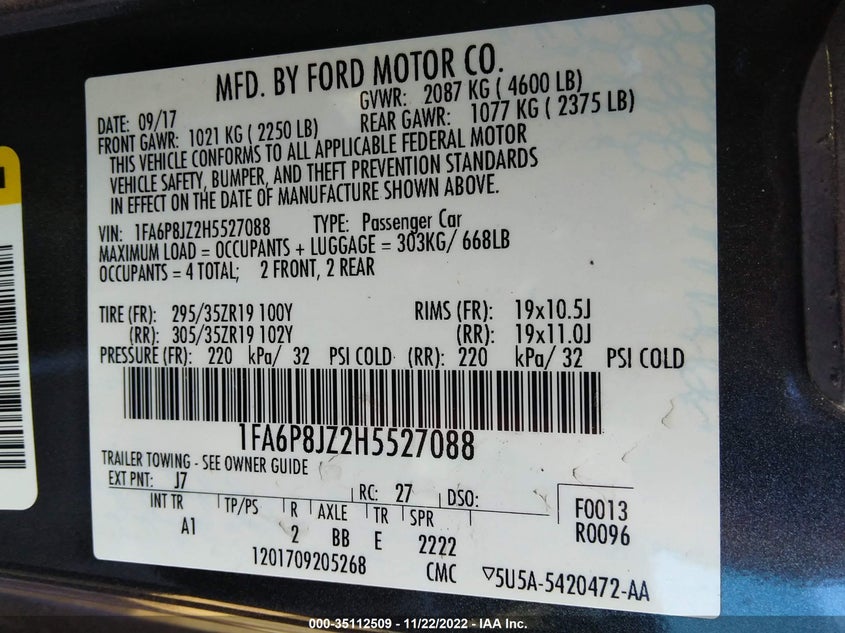 MFD. BY FORD MOTOR CO.
DATE: 09/17 GVWR: 2087 KG ( 4600 LB)
FRONT GAWR: 1021 KG ( 2250 LB) REAR GAWR: 1077 KG ( 2375 LB)
THIS VEHICLE CONFORMS TO ALL APPLICABLE FEDERAL MOTOR
VEHICLE SAFETY, BUMPER, AND THEFT PREVENTION STANDARDS
IN EFFECT ON THE DATE OF MANUFACTURE SHOWN ABOVE.
VIN: 1FA6P8JZ2H5527088 TYPE: Passenger Car
MAXIMUM LOAD = OCCUPANTS + LUGGAGE = 303KG/ 668LB
OCCUPANTS = 4 TOTAL; 2 FRONT, 2 REAR
TIRE (FR): 295/35ZR19 100Y RIMS (FR): 19x10.5J
(RR): 305/35ZR19 102Y (RR): 19x11.0J
PRESSURE (FR): 220 kPa/ 32 PSI COLD (RR): 220 kPa/ 32 PSI COLD
1FA6P8JZ2H5527088
TRAILER TOWING - SEE OWNER GUIDE
EXT PNT: J7 RC: 27 DSO:
INT TR TP/PS R AXLE TR SPR F0013
A1 2 BB E 2222 R0096
1201709205268 CMC ▽5U5A-5420472-AA
000-35112509 - 11/22/2022 - IAA Inc.